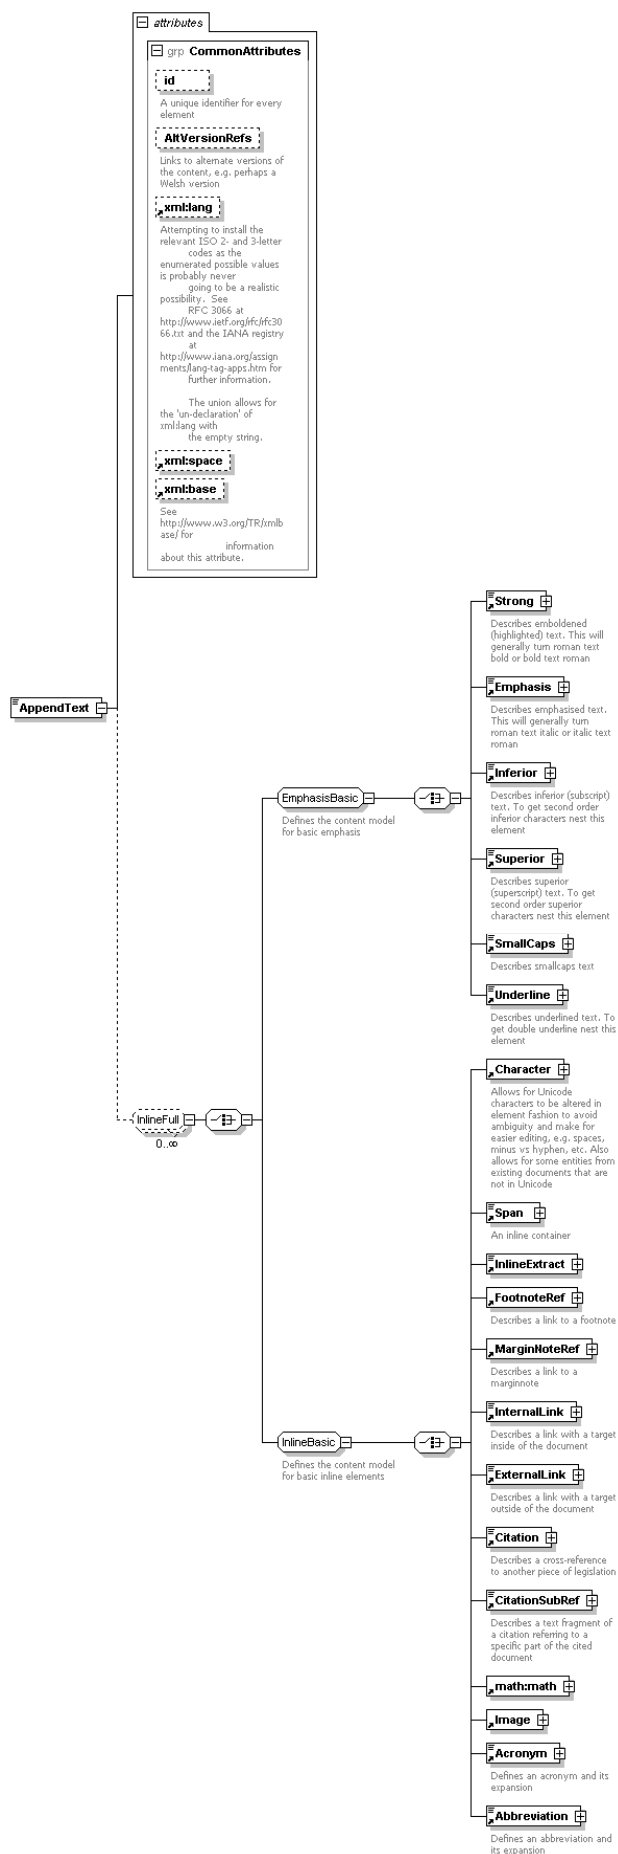 attributes
grp CommonAttributes
id
A unique identifier for every
element
AltVersionRefs
Links to alternate versions of
the content, e.g. perhaps a
Welsh version
xml:lang
Attempting to install the
relevant ISO 2- and 3-letter
codes as the
enumerated possible values
is probably never
going to be a realistic
possibility. See
RFC 3066 at
http://www.ietf.org/rfc/rfc30
66.txt and the IANA registry
at
http://www.iana.org/assign
ments/lang-tag-apps.htm for
further information.
The union allows for
the 'un-declaration' of
xml:lang with
the empty string.
xml:space
xml:base
See
http://www.w3.org/TR/xmlb
ase/ for
information
about this attribute.
AppendText
InlineFull
0..∞
EmphasisBasic
Defines the content model
for basic emphasis
Strong
Describes emboldened
(highlighted) text. This will
generally turn roman text
bold or bold text roman
Emphasis
Describes emphasised text.
This will generally turn
roman text italic or italic text
roman
Inferior
Describes inferior (subscript)
text. To get second order
inferior characters nest this
element
Superior
Describes superior
(superscript) text. To get
second order superior
characters nest this element
SmallCaps
Describes smallcaps text
Underline
Describes underlined text. To
get double underline nest this
element
InlineBasic
Defines the content model
for basic inline elements
Character
Allows for Unicode
characters to be altered in
element fashion to avoid
ambiguity and make for
easier editing, e.g. spaces,
minus vs hyphen, etc. Also
allows for some entities from
existing documents that are
not in Unicode
Span
An inline container
InlineExtract
FootnoteRef
Describes a link to a footnote
MarginNoteRef
Describes a link to a
marginnote
InternalLink
Describes a link with a target
inside of the document
ExternalLink
Describes a link with a target
outside of the document
Citation
Describes a cross-reference
to another piece of legislation
CitationSubRef
Describes a text fragment of
a citation referring to a
specific part of the cited
document
math:math
Image
Acronym
Defines an acronym and its
expansion
Abbreviation
Defines an abbreviation and
its expansion